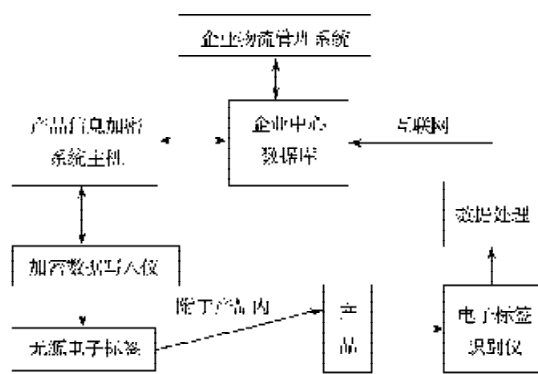 企业物流管理系统
产品信息加密
系统主机
企业中心
数据库
互联网
数据处理
加密数据写入仪
附于产品内
产
品
电子标签
识别仪
无源电子标签